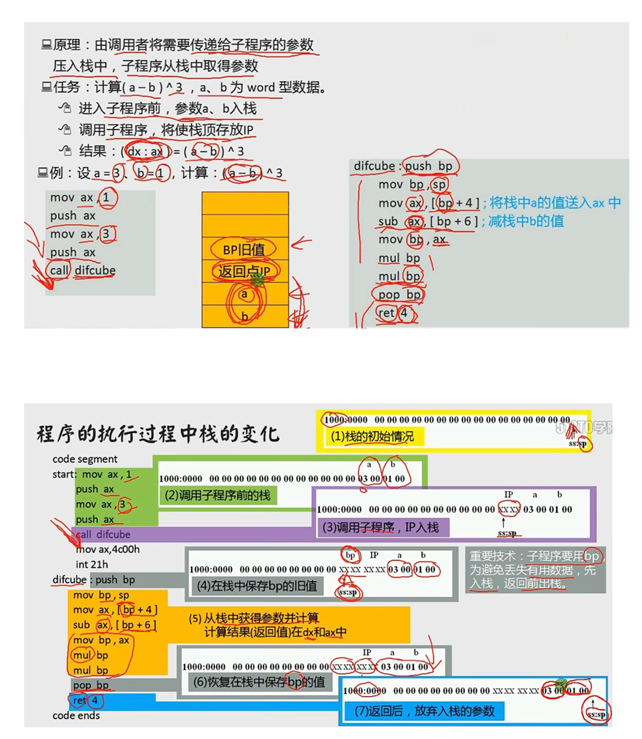 原理：由调用者将需要传递给子程序的参数
压入栈中，子程序从栈中取得参数
任务：计算( a – b ) ^ 3 ，a、b 为 word 型数据。
进入子程序前，参数a、b入栈
调用子程序，将使栈顶存放IP
结果：( dx : ax ) = ( a – b ) ^ 3
例：设 a = 3、b = 1 ，计算：( a – b ) ^ 3
mov ax , 1
push ax
mov ax , 3
push ax
call difcube
BP旧值
返回点IP
a
b
difcube : push bp
mov bp , sp
mov ax , [ bp + 4 ] ; 将栈中a的值送入ax 中
sub ax , [ bp + 6 ] ; 减栈中b的值
mov bp , ax
mul bp
mul bp
pop bp
ret 4
程序的执行过程中栈的变化
1000:0000 00 00 00 00 00 00 00 00 00 00 00 00 00 00 00 00
(1)栈的初始情况
ss:sp
code segment
start: mov ax , 1
push ax
mov ax , 3
push ax
call difcube
mov ax,4c00h
int 21h
difcube : push bp
mov bp , sp
mov ax , [ bp + 4 ]
sub ax , [ bp + 6 ]
mov bp , ax
mul bp
mul bp
pop bp
ret 4
code ends
a b
1000:0000 00 00 00 00 00 00 00 00 00 00 00 00 03 00 01 00
(2)调用子程序前的栈
IP a b
1000:0000 00 00 00 00 00 00 00 00 00 00 XX XX 03 00 01 00
(3)调用子程序，IP入栈
ss:sp
bp IP a b
1000:0000 00 00 00 00 00 00 00 00 XX XX XX XX 03 00 01 00
(4)在栈中保存bp的旧值
ss:sp
重要技术：子程序要用bp
为避免丢失有用数据，先
入栈，返回前出栈。
(5) 从栈中获得参数并计算
计算结果(返回值)在dx和ax中
IP a b
1000:0000 00 00 00 00 00 00 00 00 XX XX XX XX 03 00 01 00
(6)恢复在栈中保存bp的值
1000:0000 00 00 00 00 00 00 00 00 XX XX XX XX 03 00 01 00
(7)返回后，放弃入栈的参数
ss:sp